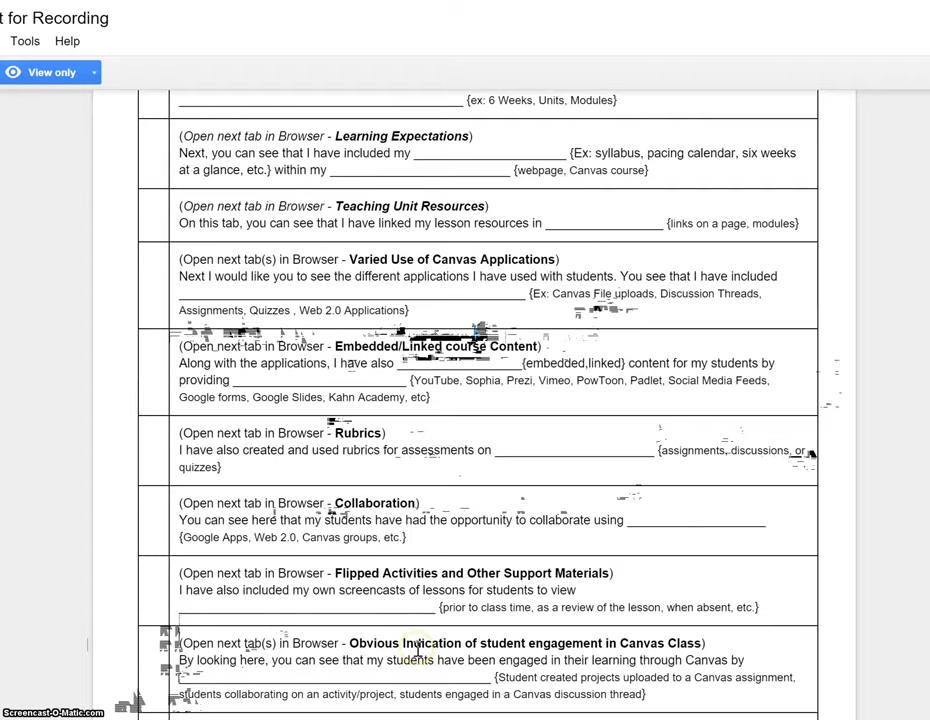 t for Recording
Tools Help
View only
______ {ex: 6 Weeks, Units, Modules}
(Open next tab in Browser - Learning Expectations)
Next, you can see that I have included my ______ {Ex: syllabus, pacing calendar, six weeks
at a glance, etc.} within my ______ {webpage, Canvas course}
(Open next tab in Browser - Teaching Unit Resources)
On this tab, you can see that I have linked my lesson resources in ______ {links on a page, modules}
(Open next tab(s) in Browser - Varied Use of Canvas Applications)
Next I would like you to see the different applications I have used with students. You see that I have included
______ {Ex: Canvas File uploads, Discussion Threads,
Assignments, Quizzes , Web 2.0 Applications}
(Open next tab in Browser - Embedded/Linked course Content)
Along with the applications, I have also ______{embedded,linked} content for my students by
providing ______ {YouTube, Sophia, Prezi, Vimeo, PowToon, Padlet, Social Media Feeds,
Google forms, Google Slides, Kahn Academy, etc}
(Open next tab in Browser - Rubrics)
I have also created and used rubrics for assessments on ______ {assignments, discussions, or
quizzes}
(Open next tab in Browser - Collaboration)
You can see here that my students have had the opportunity to collaborate using ______
{Google Apps, Web 2.0, Canvas groups, etc.}
(Open next tab in Browser - Flipped Activities and Other Support Materials)
I have also included my own screencasts of lessons for students to view
______ {prior to class time, as a review of the lesson, when absent, etc.}
(Open next tab(s) in Browser - Obvious Invication of student engagement in Canvas Class)
By looking here, you can see that my students have been engaged in their learning through Canvas by
______ {Student created projects uploaded to a Canvas assignment,
students collaborating on an activity/project, students engaged in a Canvas discussion thread}
Screencast-O-Matic.com